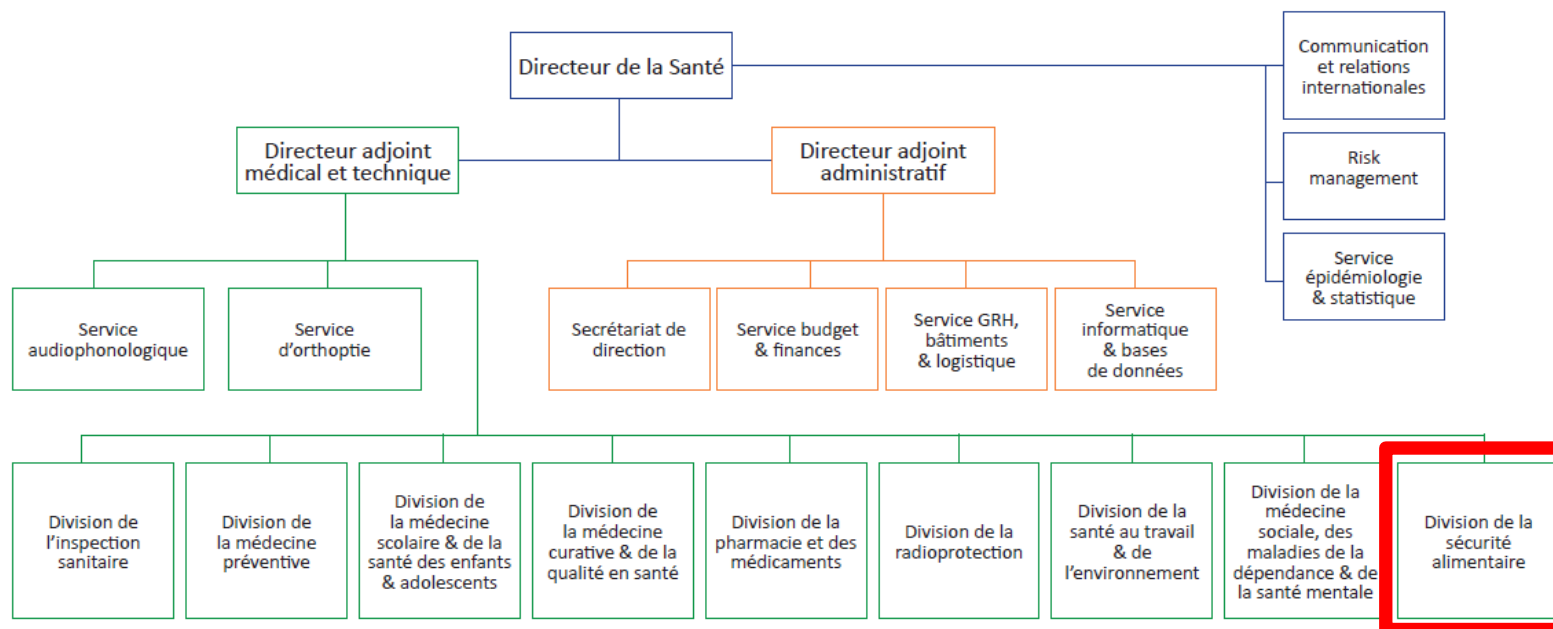 Directeur de la Santé
Communication
et relations
internationales
Risk
management
Service
épidémiologie
& statistique
Directeur adjoint
médical et technique
Directeur adjoint
administratif
Service
audiophonologique
Service
d’orthoptie
Secrétariat de
direction
Service budget
& finances
Service GRH,
bâtiments
& logistique
Service
informatique
& bases
de données
Division de
l’inspection
sanitaire
Division de
la médecine
préventive
Division de
la médecine
scolaire & de la
santé des enfants
& adolescents
Division de
la médecine
curative & de la
qualité en santé
Division de la
pharmacie et des
médicaments
Division de la
radioprotection
Division de la
santé au travail
& de
l’environnement
Division de la
médecine
sociale, des
maladies de la
dépendance & de
la santé mentale
Division de la
sécurité
alimentaire